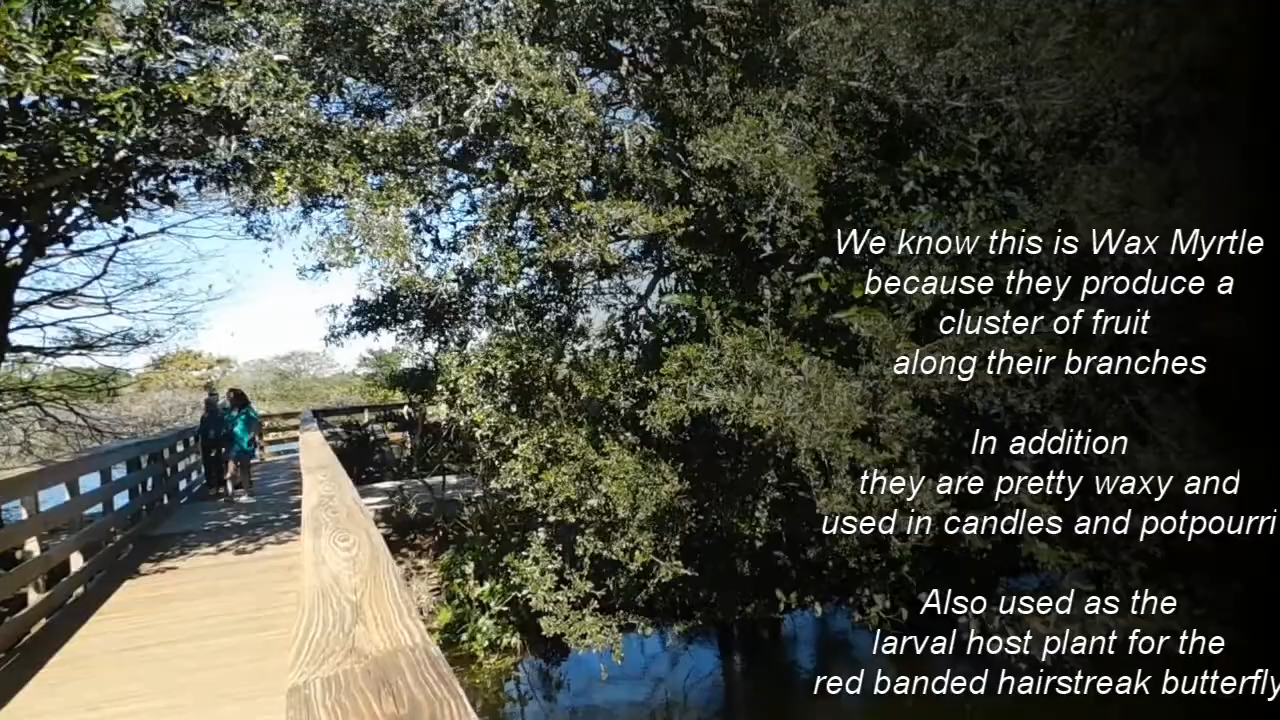 We know this is Wax Myrtle
because they produce a
cluster of fruit
along their branches
In addition
they are pretty waxy and
used in candles and potpourri
Also used as the
larval host plant for the
red banded hairstreak butterfly